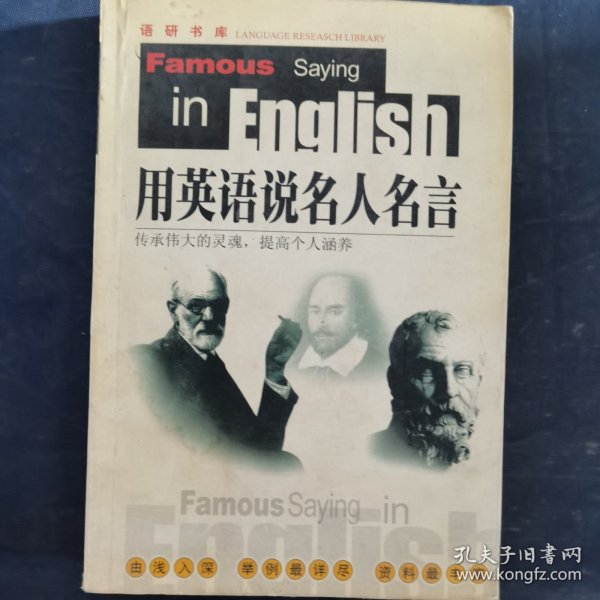 语研书库 LANGUAGE RESEASCH LIBRARY
Famous Saying
in English
用英语说名人名言
传承伟大的灵魂，提高个人涵养
Famous Saying in
English
由浅入深 举例最详尽 资料最
孔夫子旧书网
www.kongfz.com